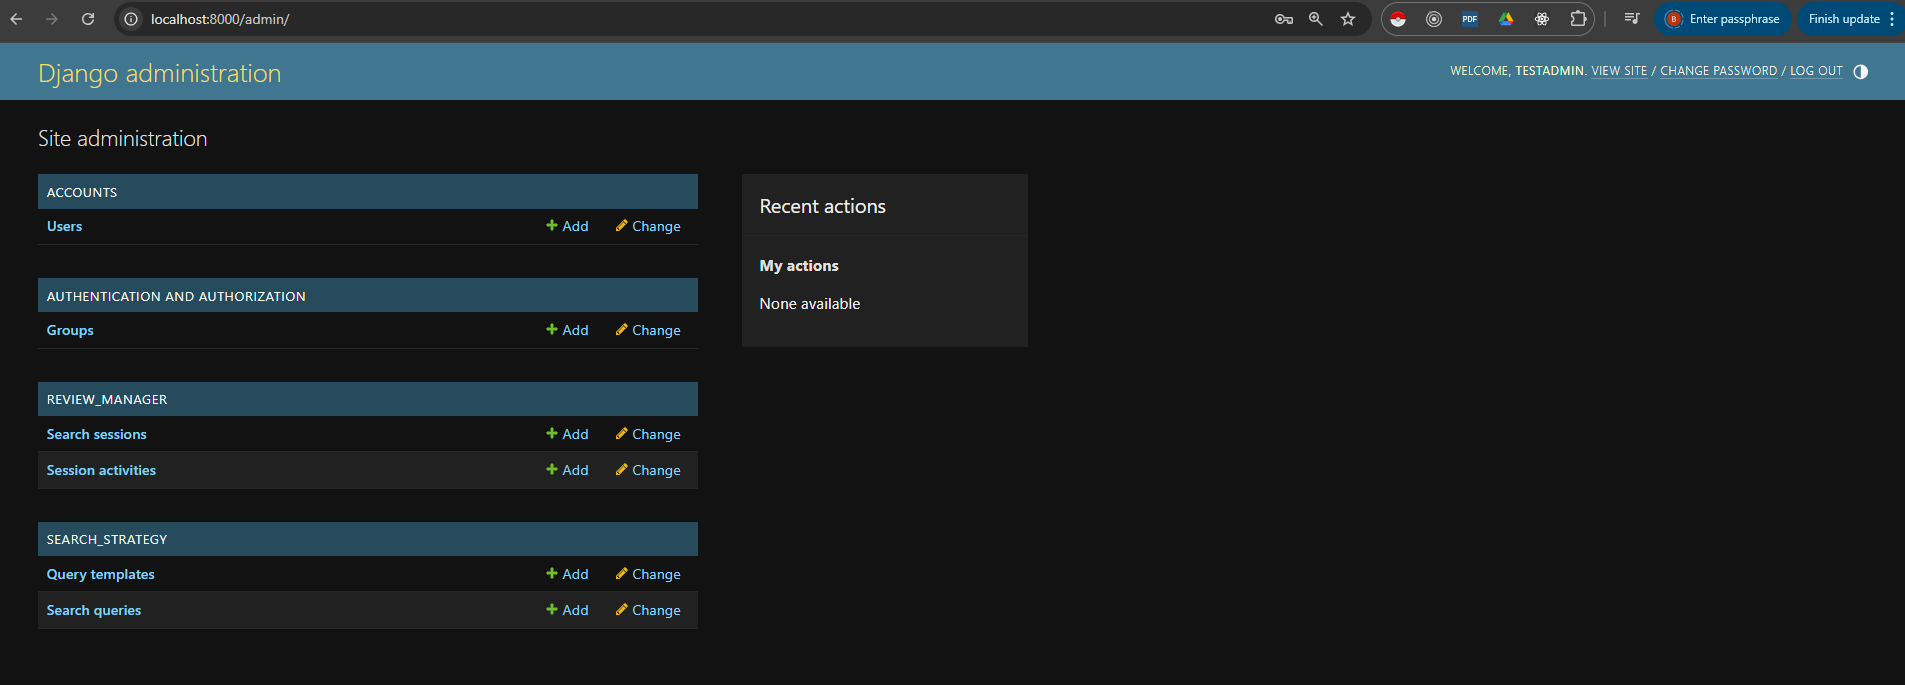 localhost:8000/admin/
PDF
B
Enter passphrase
Finish update
Django administration
WELCOME, TESTADMIN. VIEW SITE / CHANGE PASSWORD / LOG OUT
Site administration
ACCOUNTS
Users Add Change
AUTHENTICATION AND AUTHORIZATION
Groups Add Change
REVIEW_MANAGER
Search sessions Add Change
Session activities Add Change
SEARCH_STRATEGY
Query templates Add Change
Search queries Add Change
Recent actions
My actions
None available